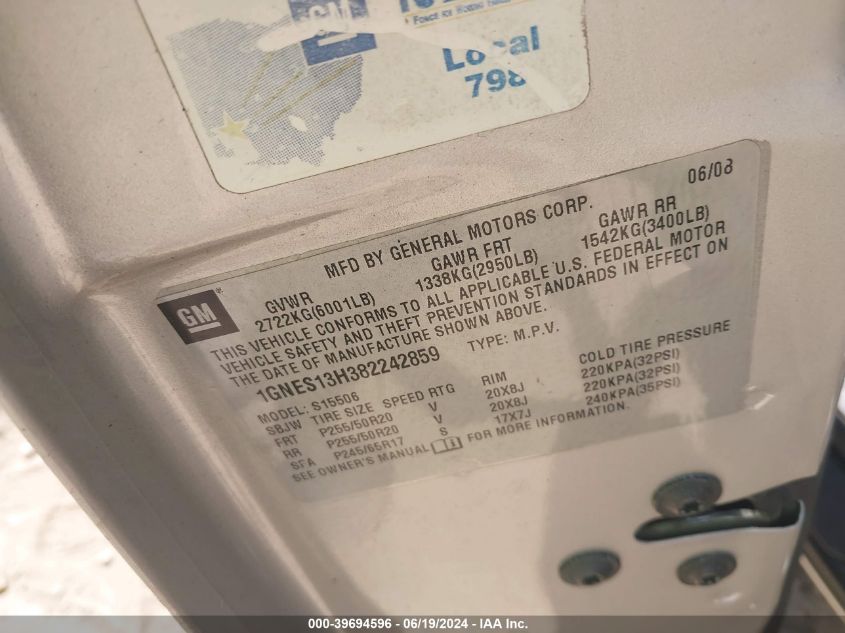 GM
FORCE FOR
Local
798
06/08
MFD BY GENERAL MOTORS CORP.
GVWR GAWR FRT GAWR RR
2722KG(6001LB) 1338KG(2950LB) 1542KG(3400LB)
GM
THIS VEHICLE CONFORMS TO ALL APPLICABLE U.S. FEDERAL MOTOR
VEHICLE SAFETY AND THEFT PREVENTION STANDARDS IN EFFECT ON
THE DATE OF MANUFACTURE SHOWN ABOVE.
1GNES13H382242859 TYPE: M.P.V.
MODEL: S15506
SBJW TIRE SIZE SPEED RTG RIM COLD TIRE PRESSURE
FRT P255/50R20 V 20X8J 220KPA(32PSI)
RR P255/50R20 V 20X8J 220KPA(32PSI)
SPA P245/65R17 S 17X7J 240KPA(35PSI)
SEE OWNER'S MANUAL FOR MORE INFORMATION.
000-39694596 / 06/19/2024 - IAA Inc.